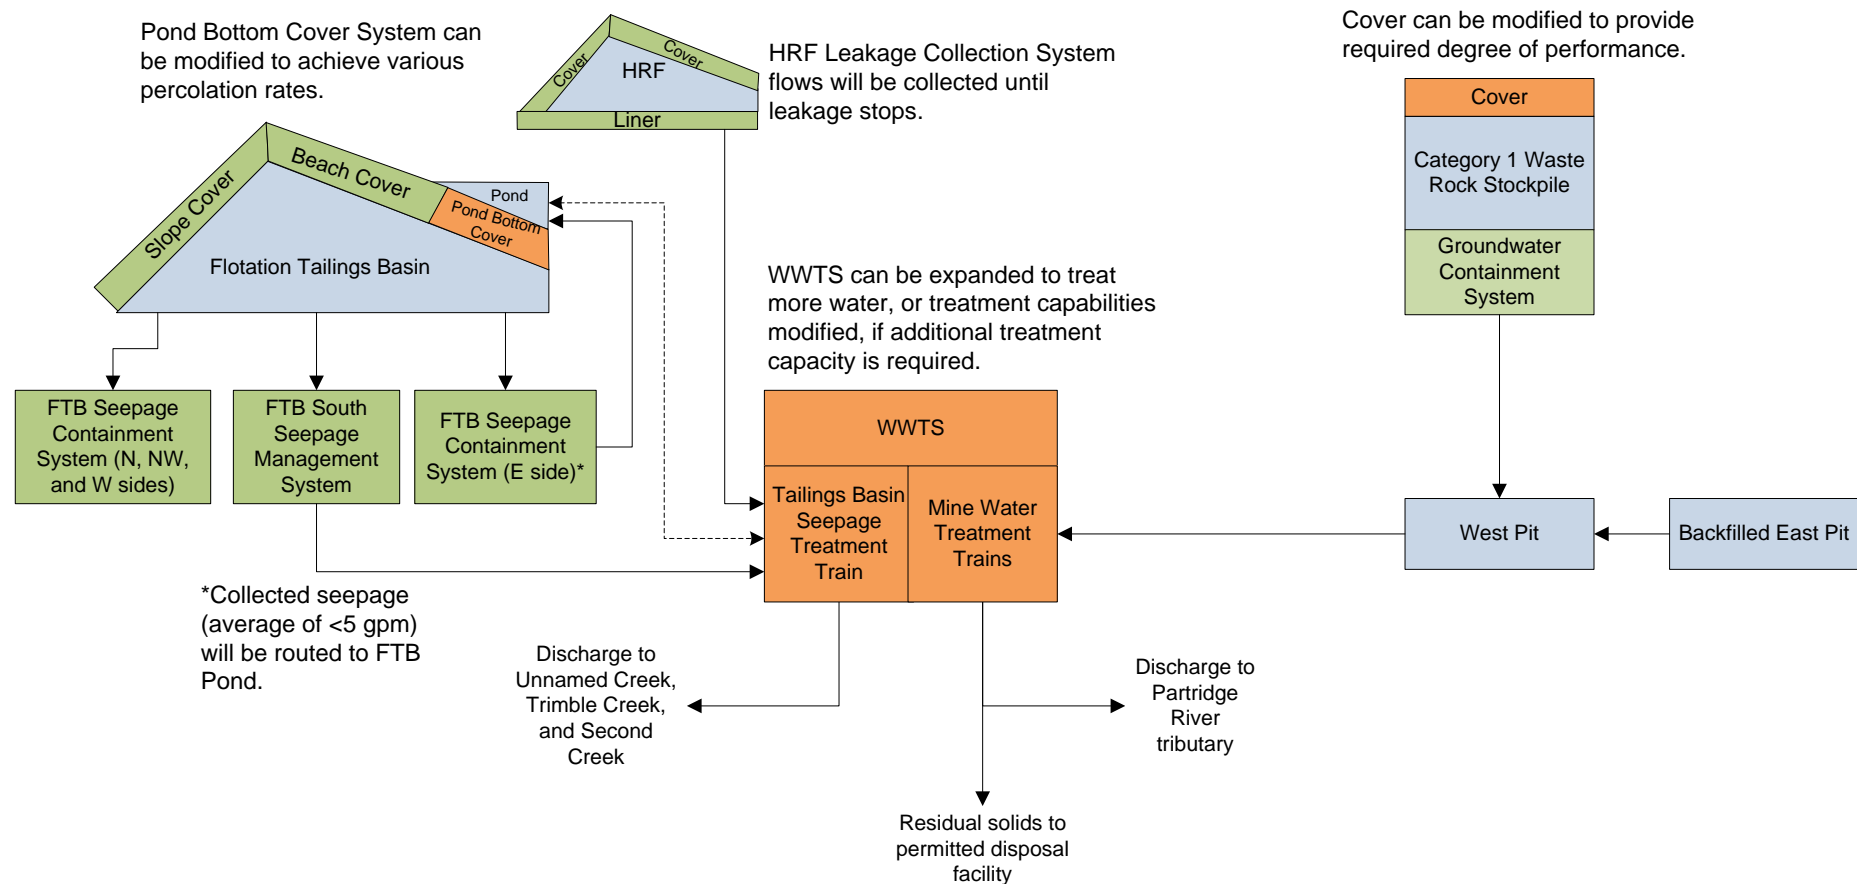 Pond Bottom Cover System can
be modified to achieve various
percolation rates.
Cover
Cover
HRF
Liner
HRF Leakage Collection System
flows will be collected until
leakage stops.
Cover can be modified to provide
required degree of performance.
Cover
Category 1 Waste
Rock Stockpile
Groundwater
Containment
System
Slope Cover
Beach Cover
Pond
Pond Bottom
Cover
Flotation Tailings Basin
WWTS can be expanded to treat
more water, or treatment capabilities
modified, if additional treatment
capacity is required.
FTB Seepage
Containment
System (N, NW,
and W sides)
FTB South
Seepage
Management
System
FTB Seepage
Containment
System (E side)*
WWTS
Tailings Basin
Seepage
Treatment
Train
Mine Water
Treatment
Trains
West Pit
Backfilled East Pit
*Collected seepage
(average of <5 gpm)
will be routed to FTB
Pond.
Discharge to
Unnamed Creek,
Trimble Creek,
and Second
Creek
Discharge to
Partridge
River
tributary
Residual solids to
permitted disposal
facility